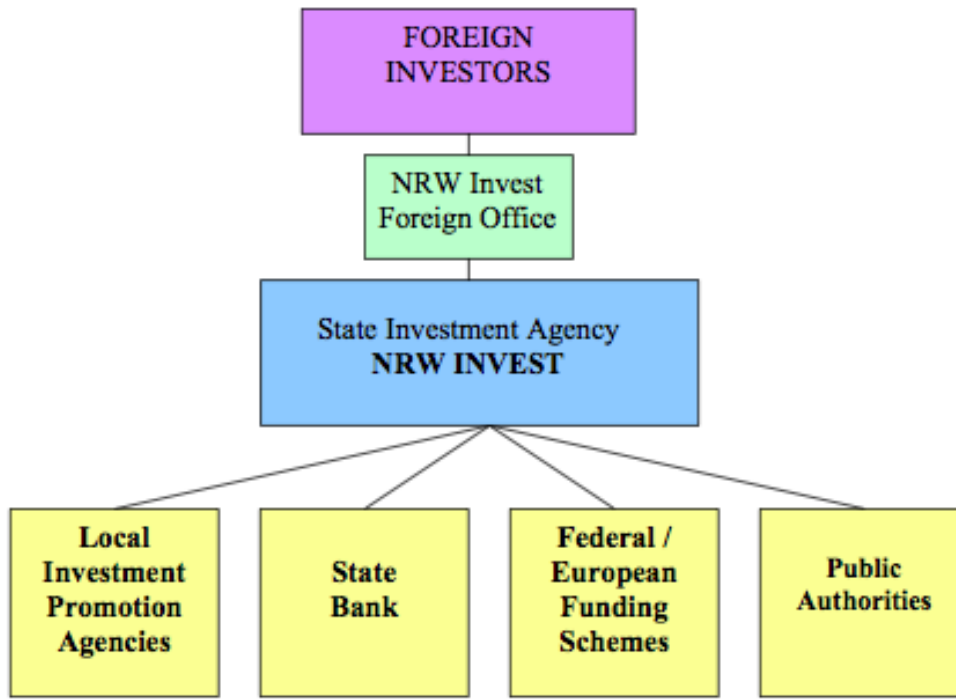 FOREIGN
INVESTORS
NRW Invest
Foreign Office
State Investment Agency
NRW INVEST
Local
Investment
Promotion
Agencies
State
Bank
Federal /
European
Funding
Schemes
Public
Authorities